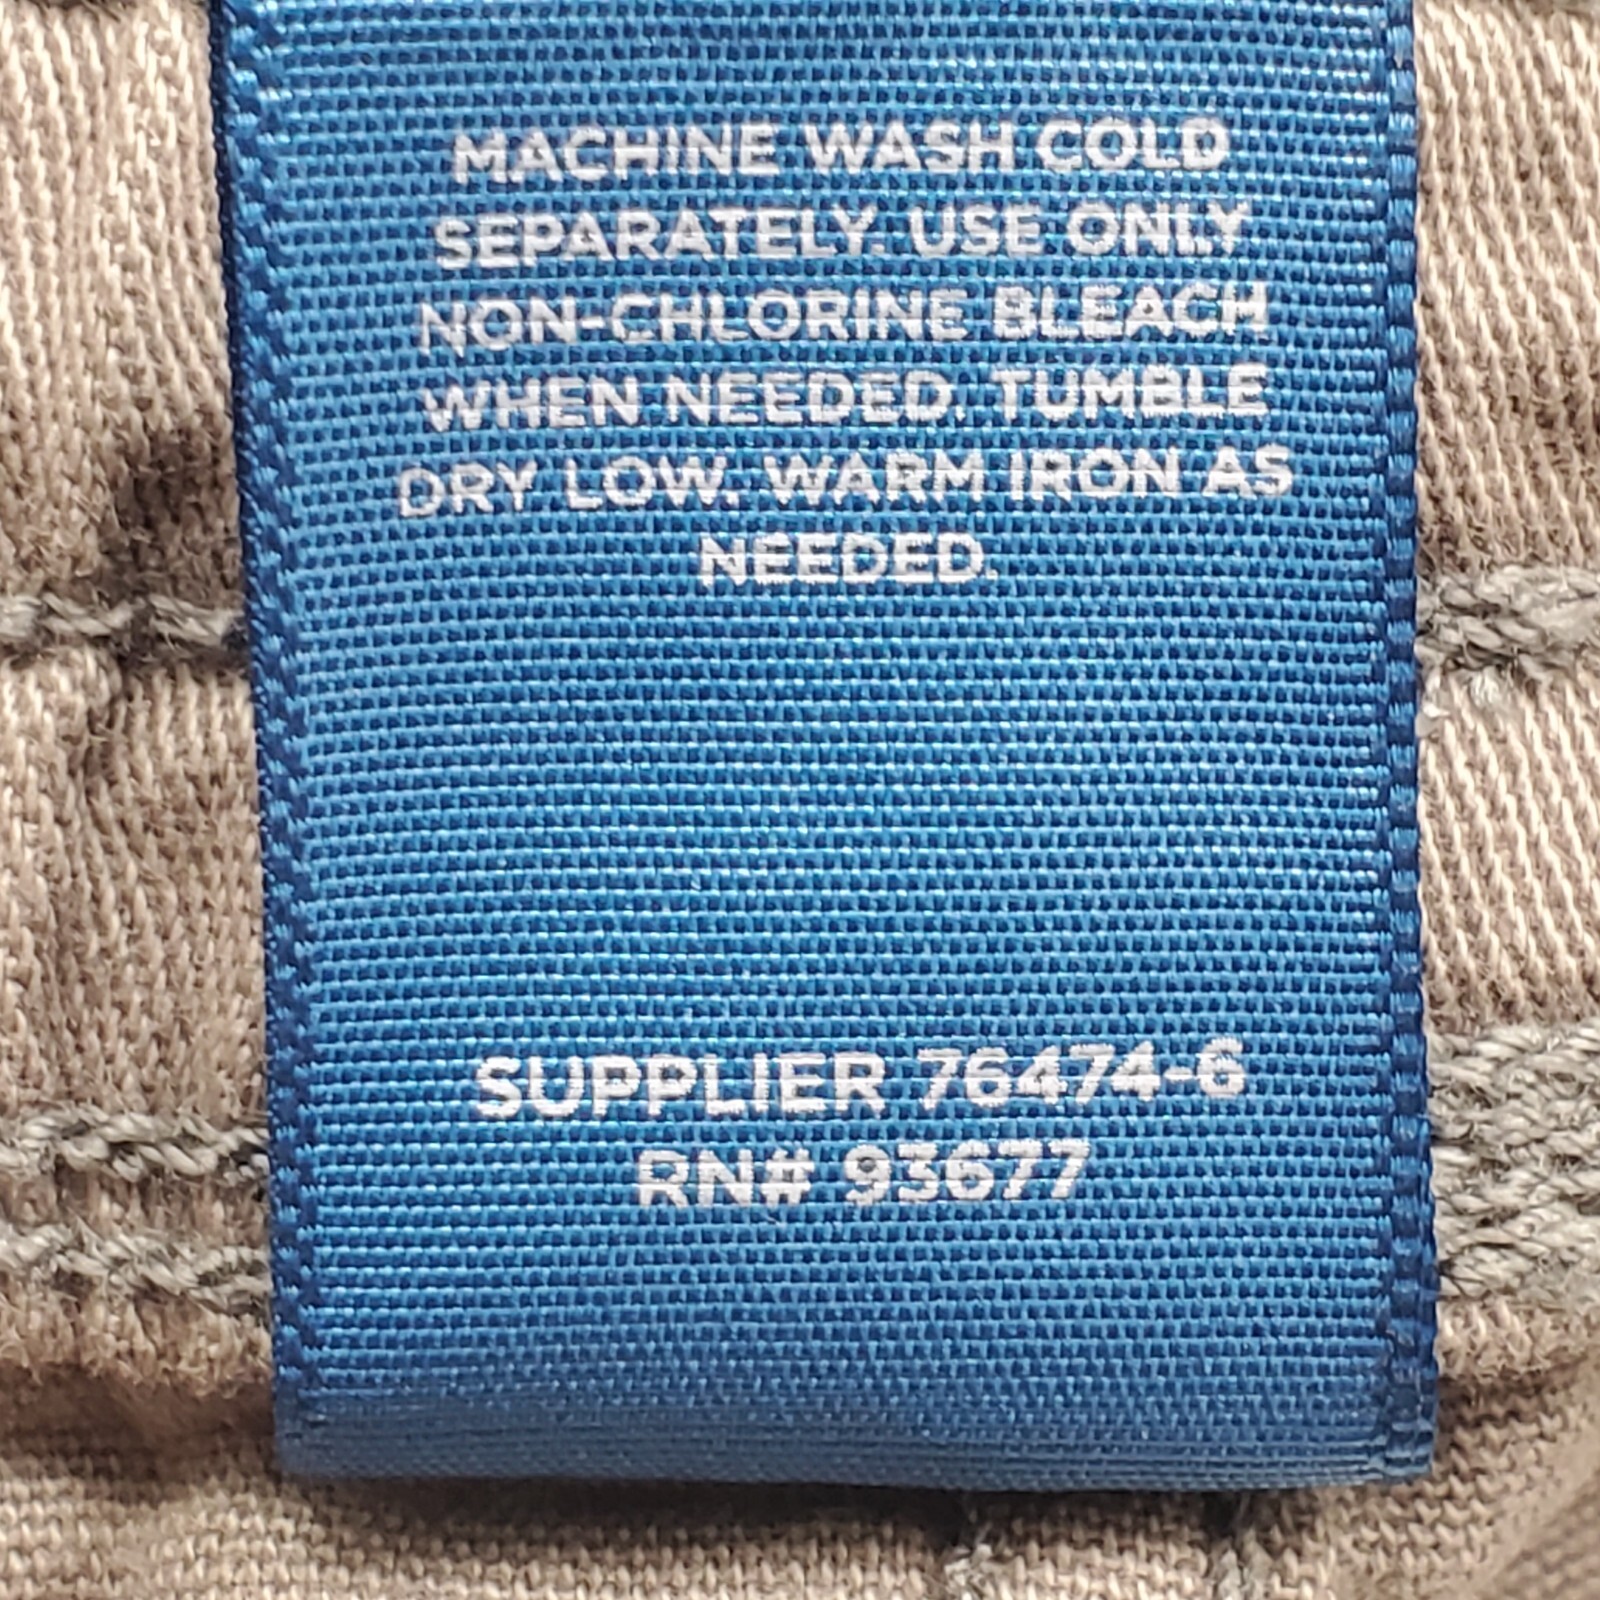 MACHINE WASH COLD
SEPARATELY. USE ONLY
NON-CHLORINE BLEACH
WHEN NEEDED. TUMBLE
DRY LOW. WARM IRON AS
NEEDED.
SUPPLIER 76474-6
RN# 93677